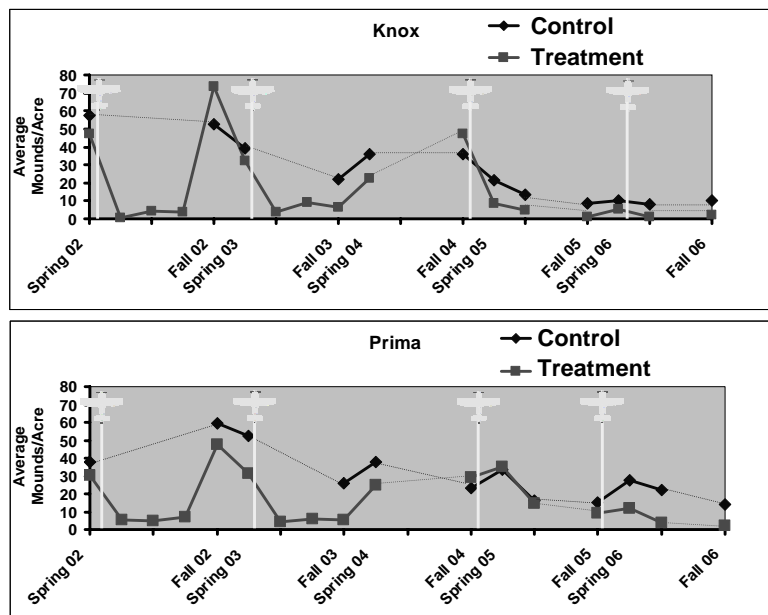 Knox
Control
Treatment
Average
Mounds/Acre
80
70
60
50
40
30
20
10
0
Spring 02
Fall 02
Spring 03
Fall 03
Spring 04
Fall 04
Spring 05
Fall 05
Spring 06
Fall 06
Prima
Control
Treatment
Average
Mounds/Acre
80
70
60
50
40
30
20
10
0
Spring 02
Fall 02
Spring 03
Fall 03
Spring 04
Fall 04
Spring 05
Fall 05
Spring 06
Fall 06